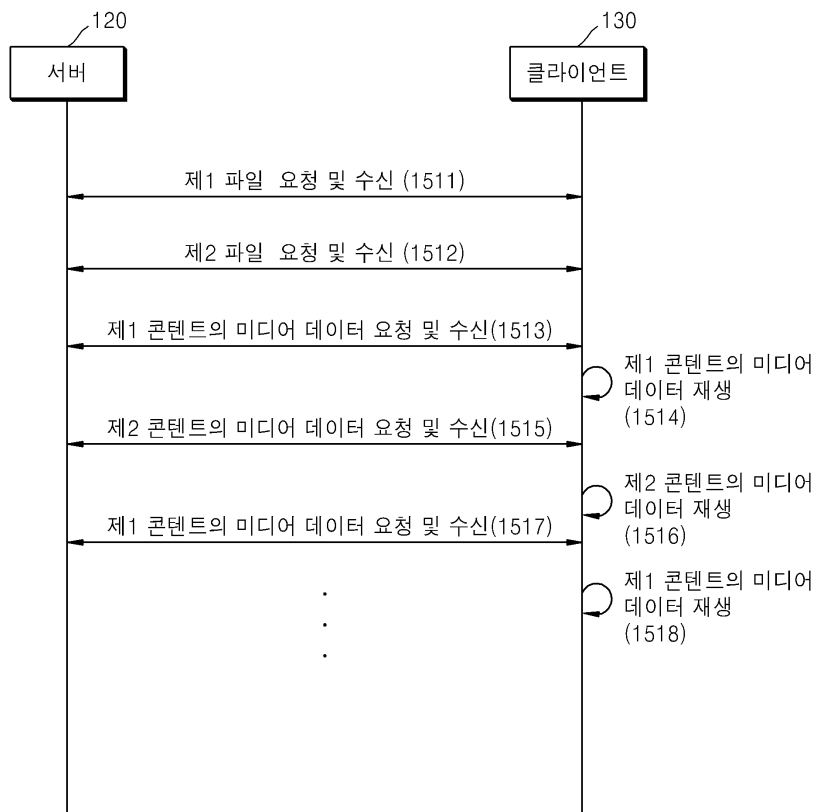 120
130
서버
클라이언트
제1 파일 요청 및 수신 (1511)
제2 파일 요청 및 수신 (1512)
제1 콘텐트의 미디어 데이터 요청 및 수신(1513)
제1 콘텐트의 미디어
데이터 재생
(1514)
제2 콘텐트의 미디어 데이터 요청 및 수신(1515)
제2 콘텐트의 미디어
데이터 재생
(1516)
제1 콘텐트의 미디어 데이터 요청 및 수신(1517)
제1 콘텐트의 미디어
데이터 재생
(1518)